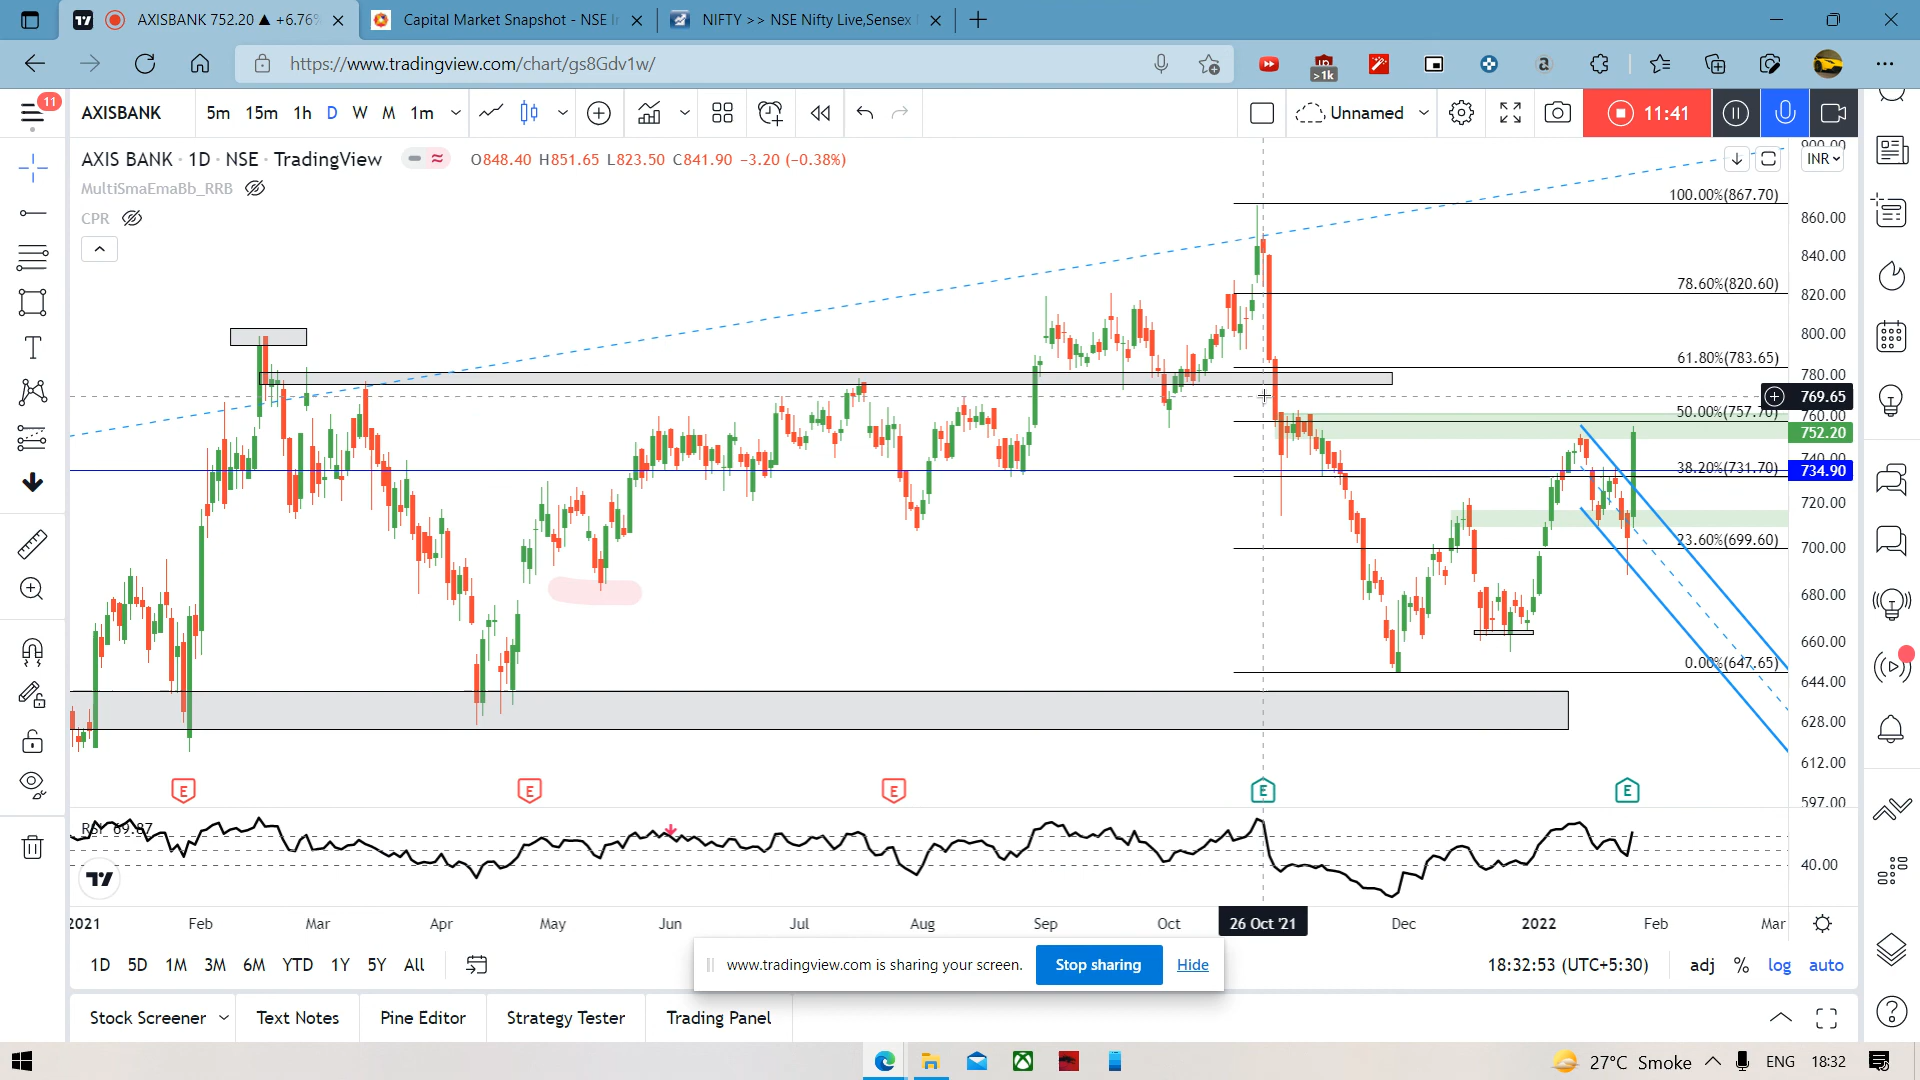 AXISBANK 752.20 ▲ +6.76%
Capital Market Snapshot - NSE I
NIFTY >> NSE Nifty Live,Sensex
https://www.tradingview.com/chart/gs8Gdv1w/
>1k
a
11
AXISBANK
5m 15m 1h D W M 1m
Unnamed
11:41
AXIS BANK · 1D · NSE · TradingView
O848.40 H851.65 L823.50 C841.90 −3.20 (−0.38%)
MultiSmaEmaBb_RRB
CPR
INR
900.00
100.00%(867.70)
860.00
840.00
78.60%(820.60)
820.00
800.00
61.80%(783.65)
780.00
769.65
50.00%(757.70)
760.00
752.20
740.00
38.20%(731.70)
734.90
720.00
23.60%(699.60)
700.00
680.00
660.00
0.00%(647.65)
644.00
628.00
612.00
597.00
E E E E E
RSI 69.87
40.00
2021 Feb Mar Apr May Jun Jul Aug Sep Oct 26 Oct '21 Dec 2022 Feb Mar
1D 5D 1M 3M 6M YTD 1Y 5Y All
www.tradingview.com is sharing your screen.
Stop sharing
Hide
18:32:53 (UTC+5:30)
adj % log auto
Stock Screener
Text Notes
Pine Editor
Strategy Tester
Trading Panel
27°C Smoke
ENG
18:32